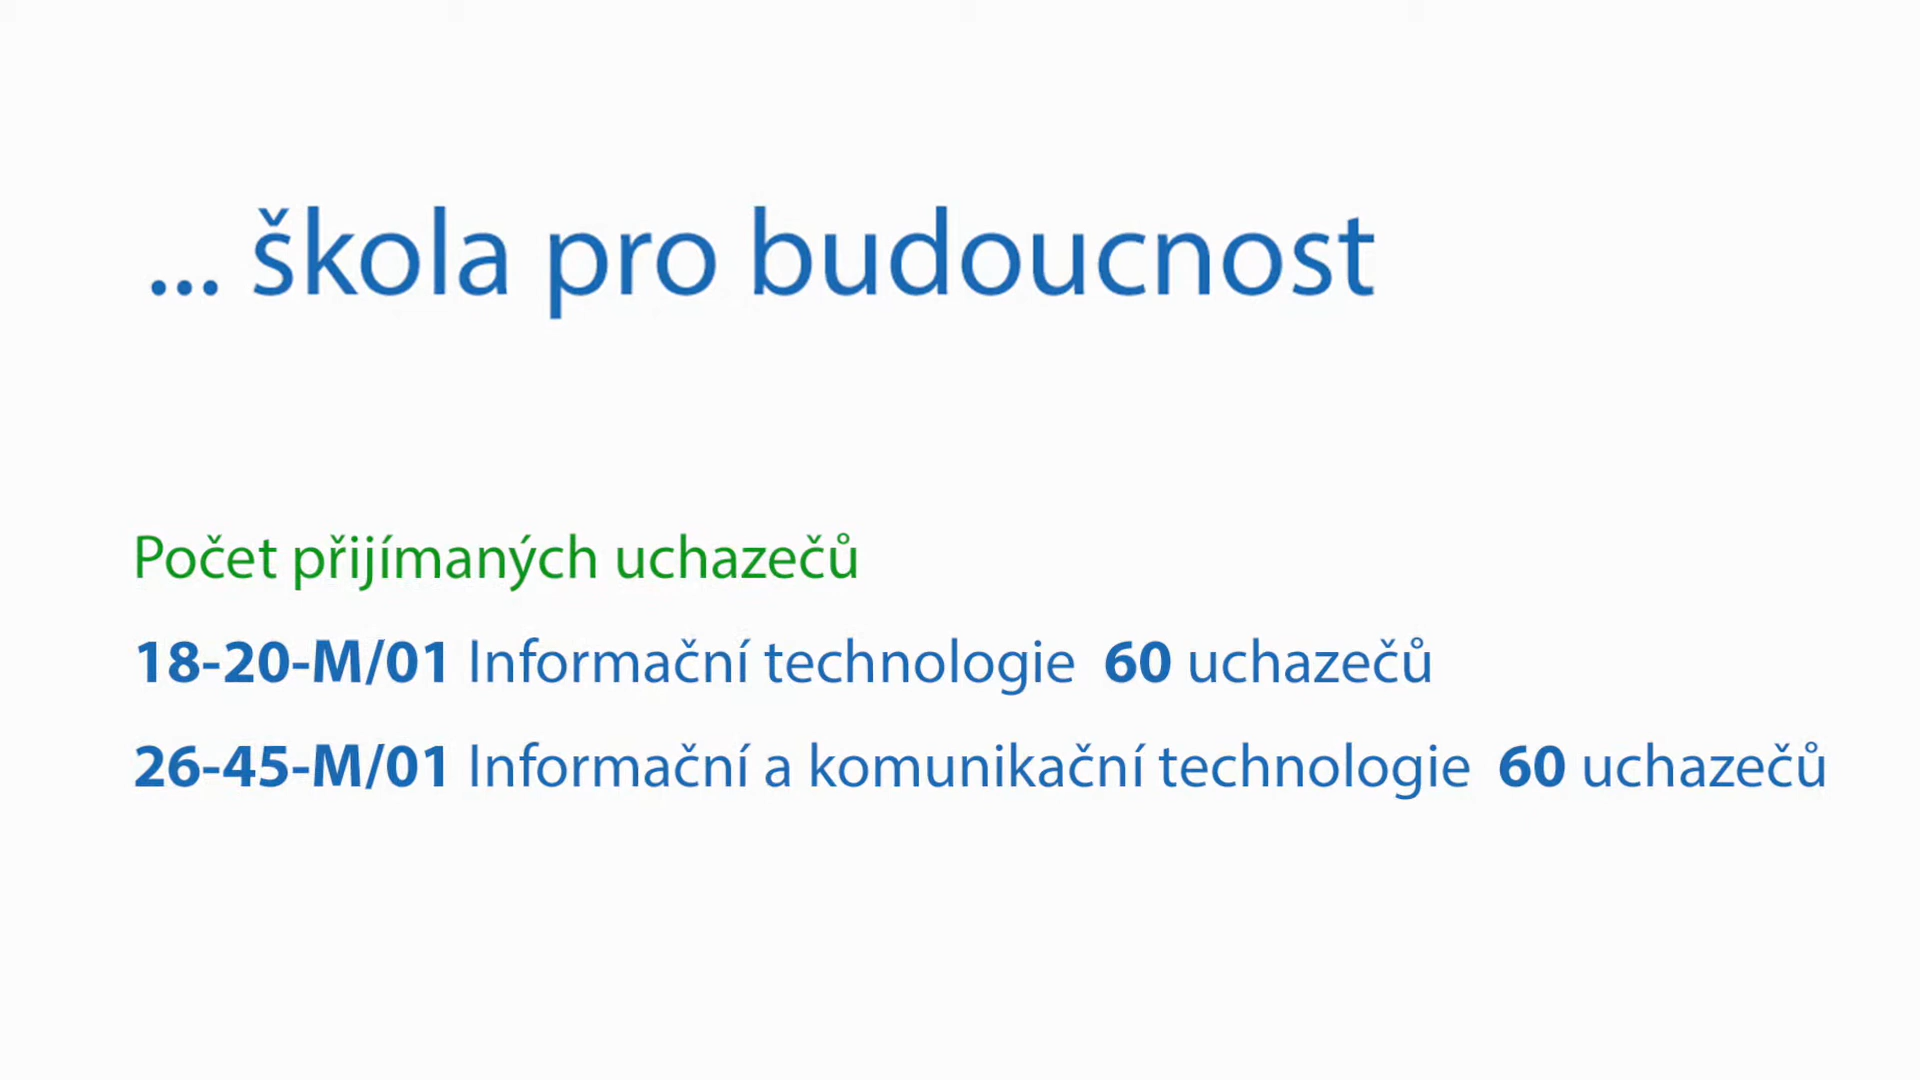 ... škola pro budoucnost
Počet přijímaných uchazečů
18-20-M/01 Informační technologie 60 uchazečů
26-45-M/01 Informační a komunikační technologie 60 uchazečů